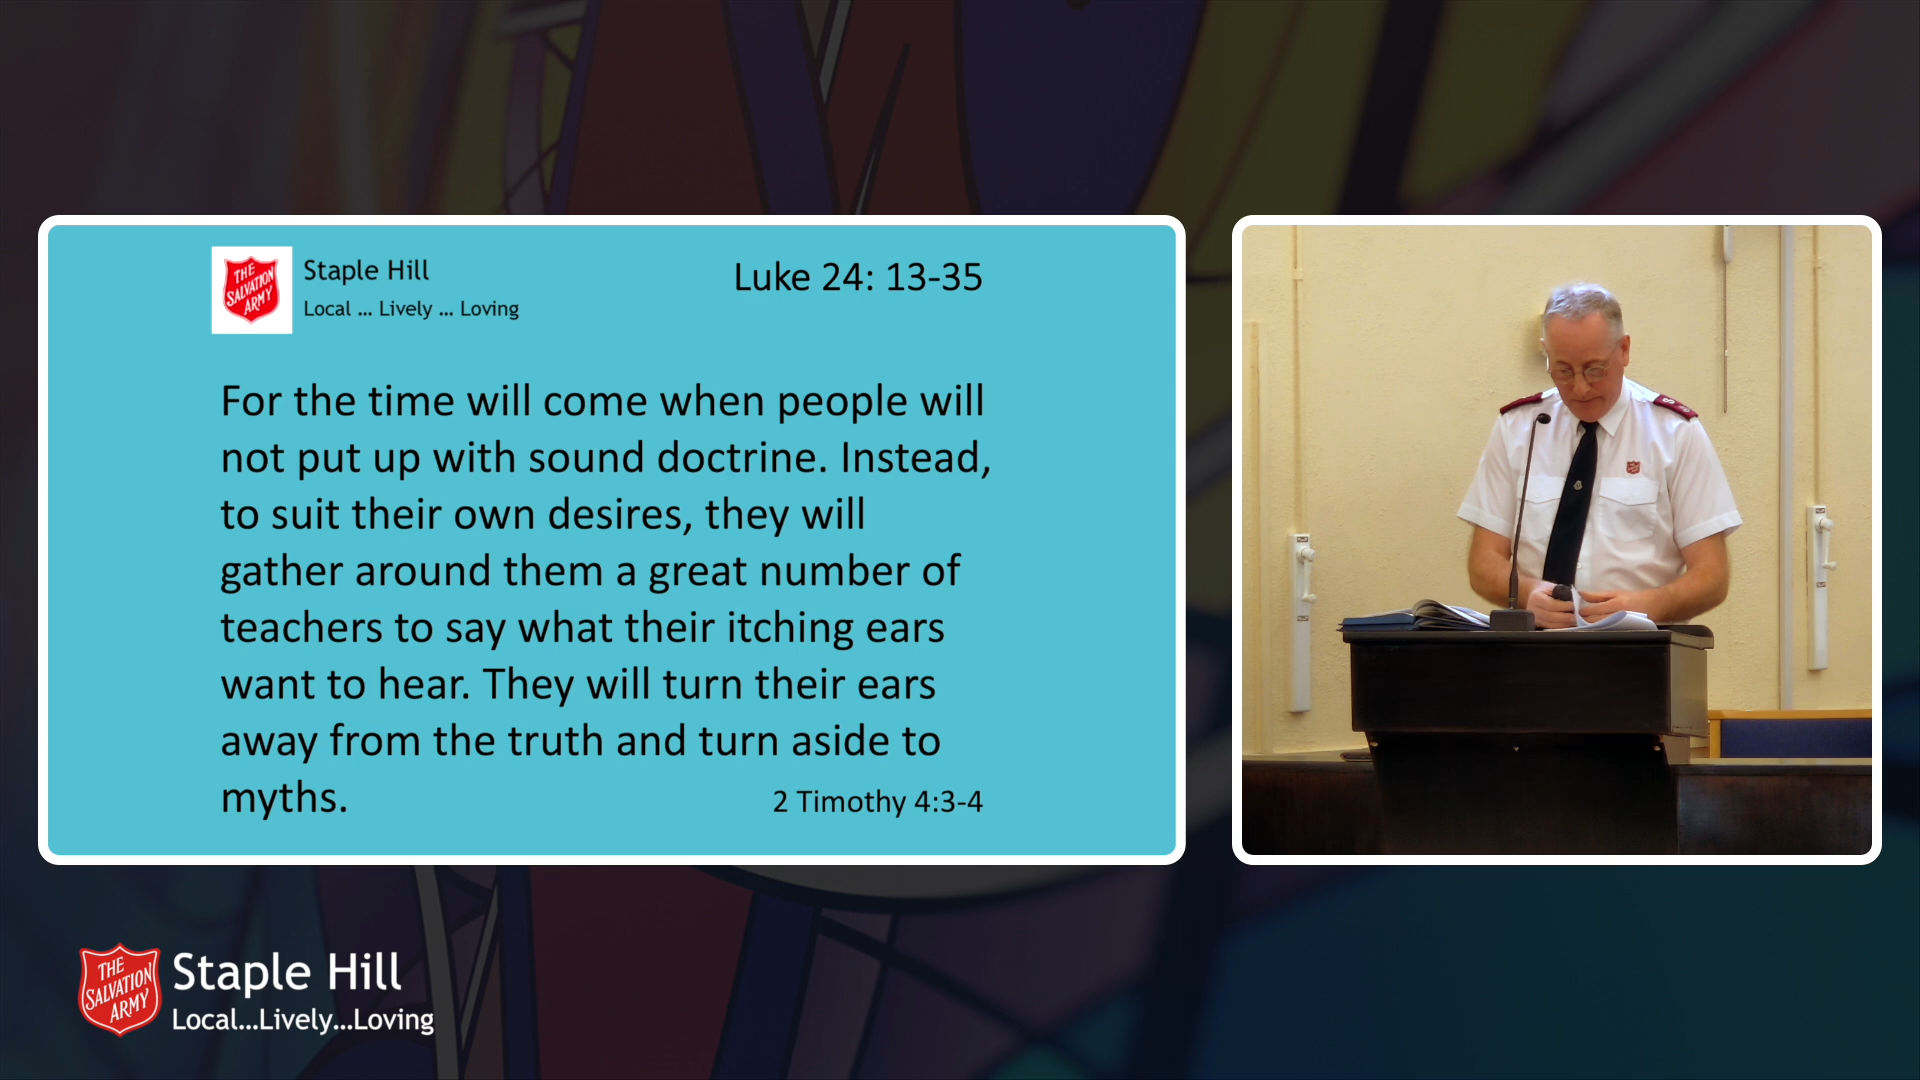 THE
SALVATION
ARMY
Staple Hill
Local ... Lively ... Loving
Luke 24: 13-35
For the time will come when people will
not put up with sound doctrine. Instead,
to suit their own desires, they will
gather around them a great number of
teachers to say what their itching ears
want to hear. They will turn their ears
away from the truth and turn aside to
myths.
2 Timothy 4:3-4
THE
SALVATION
ARMY
Staple Hill
Local...Lively...Loving